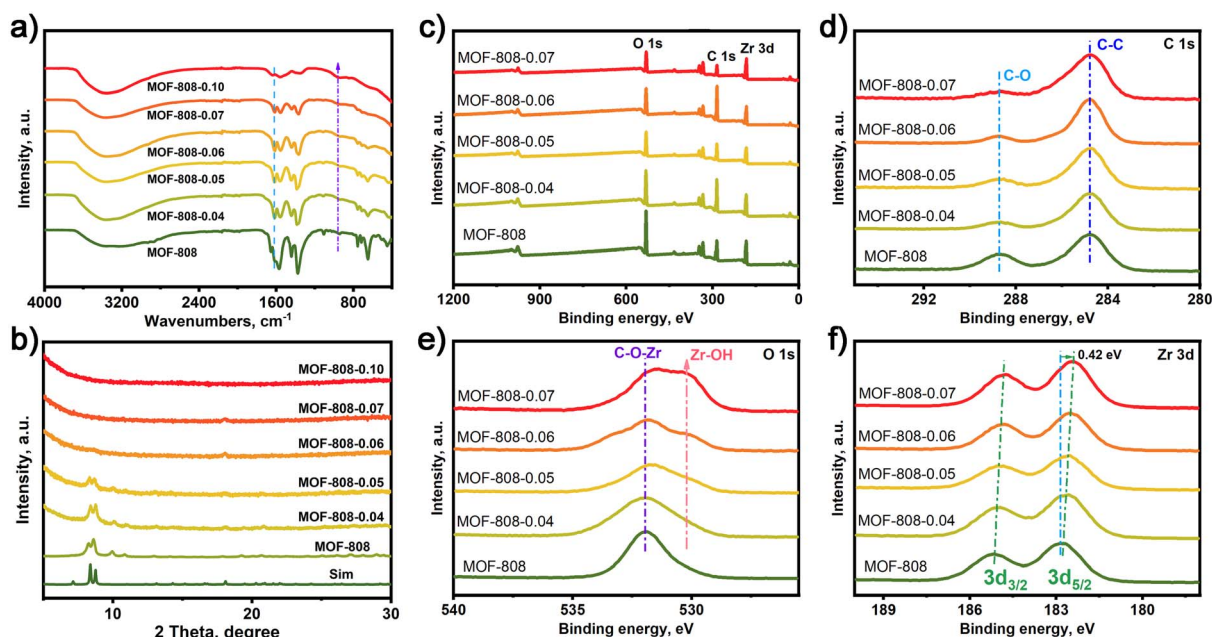 a)
Intensity, a.u.
MOF-808-0.10
MOF-808-0.07
MOF-808-0.06
MOF-808-0.05
MOF-808-0.04
MOF-808
4000 3200 2400 1600 800
Wavenumbers, cm⁻¹
b)
Intensity, a.u.
MOF-808-0.10
MOF-808-0.07
MOF-808-0.06
MOF-808-0.05
MOF-808-0.04
MOF-808
Sim
10 20 30
2 Theta, degree
c)
Intensity, a.u.
O 1s
C 1s
Zr 3d
MOF-808-0.07
MOF-808-0.06
MOF-808-0.05
MOF-808-0.04
MOF-808
1200 900 600 300 0
Binding energy, eV
d)
Intensity, a.u.
C-C
C 1s
C-O
MOF-808-0.07
MOF-808-0.06
MOF-808-0.05
MOF-808-0.04
MOF-808
292 288 284 280
Binding energy, eV
e)
Intensity, a.u.
C-O-Zr
Zr-OH
O 1s
MOF-808-0.07
MOF-808-0.06
MOF-808-0.05
MOF-808-0.04
MOF-808
540 535 530
Binding energy, eV
f)
Intensity, a.u.
0.42 eV
Zr 3d
MOF-808-0.07
MOF-808-0.06
MOF-808-0.05
MOF-808-0.04
MOF-808
3d3/2
3d5/2
189 186 183 180
Binding energy, eV